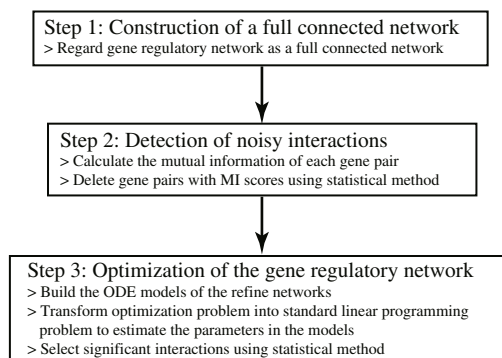 Step 1: Construction of a full connected network
> Regard gene regulatory network as a full connected network
Step 2: Detection of noisy interactions
> Calculate the mutual information of each gene pair
> Delete gene pairs with MI scores using statistical method
Step 3: Optimization of the gene regulatory network
> Build the ODE models of the refine networks
> Transform optimization problem into standard linear programming
problem to estimate the parameters in the models
> Select significant interactions using statistical method